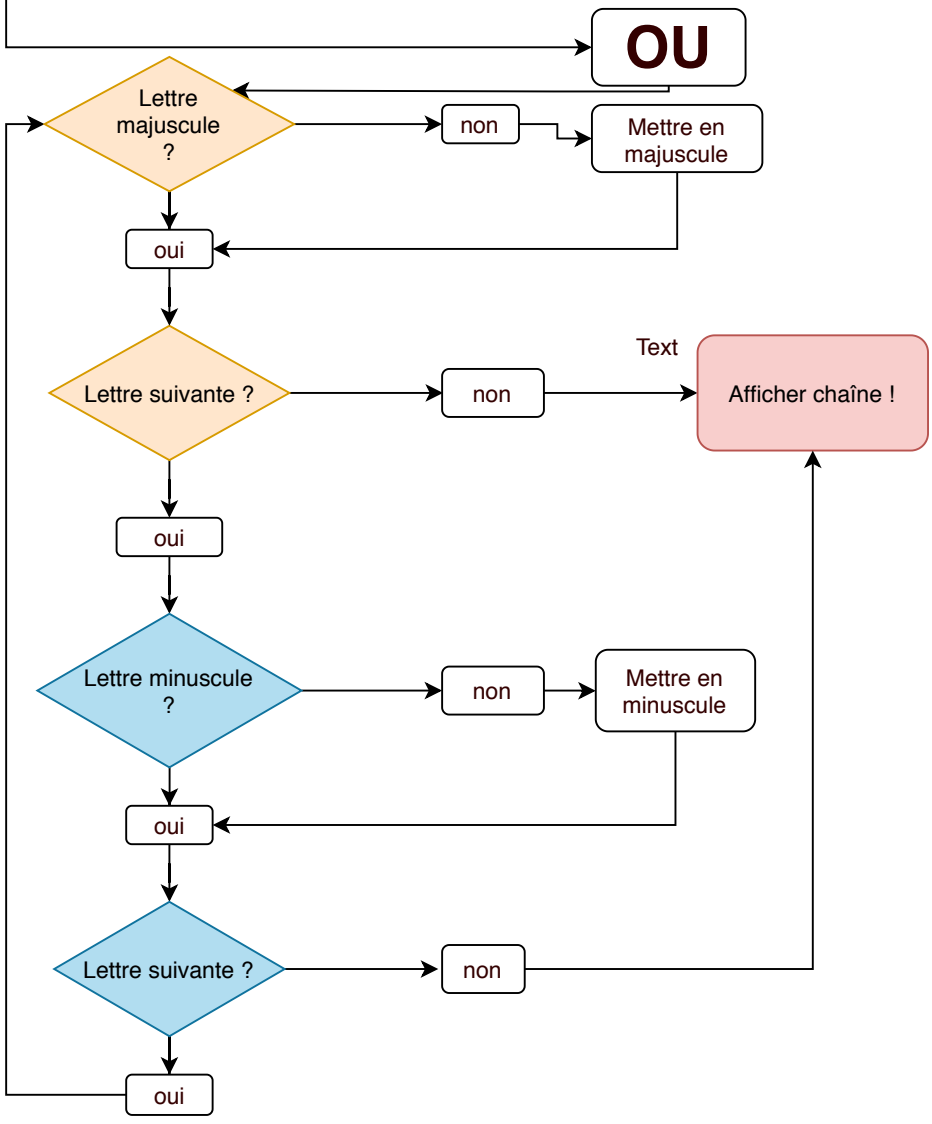 OU
Lettre
majuscule
?
non
Mettre en
majuscule
oui
Text
Lettre suivante ?
non
Afficher chaîne !
oui
Lettre minuscule
?
non
Mettre en
minuscule
oui
Lettre suivante ?
non
oui